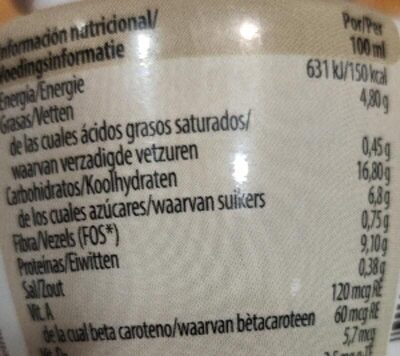 Información nutricional/
Voedingsinformatie
Por/Per
100 ml
Energía/Energie 631 kJ/150 kcal
Grasas/Vetten 4,80 g
de las cuales ácidos grasos saturados/
waarvan verzadigde vetzuren 0,45 g
Carbohidratos/Koolhydraten 16,80 g
de los cuales azúcares/waarvan suikers 6,8 g
Fibra/Vezels (FOS*) 0,75 g
Proteínas/Eiwitten 9,10 g
Sal/Zout 0,38 g
Vit. A 120 mcg RE
de la cual beta caroteno/waarvan bètacaroteen 60 mcg RE
5,7 mcg